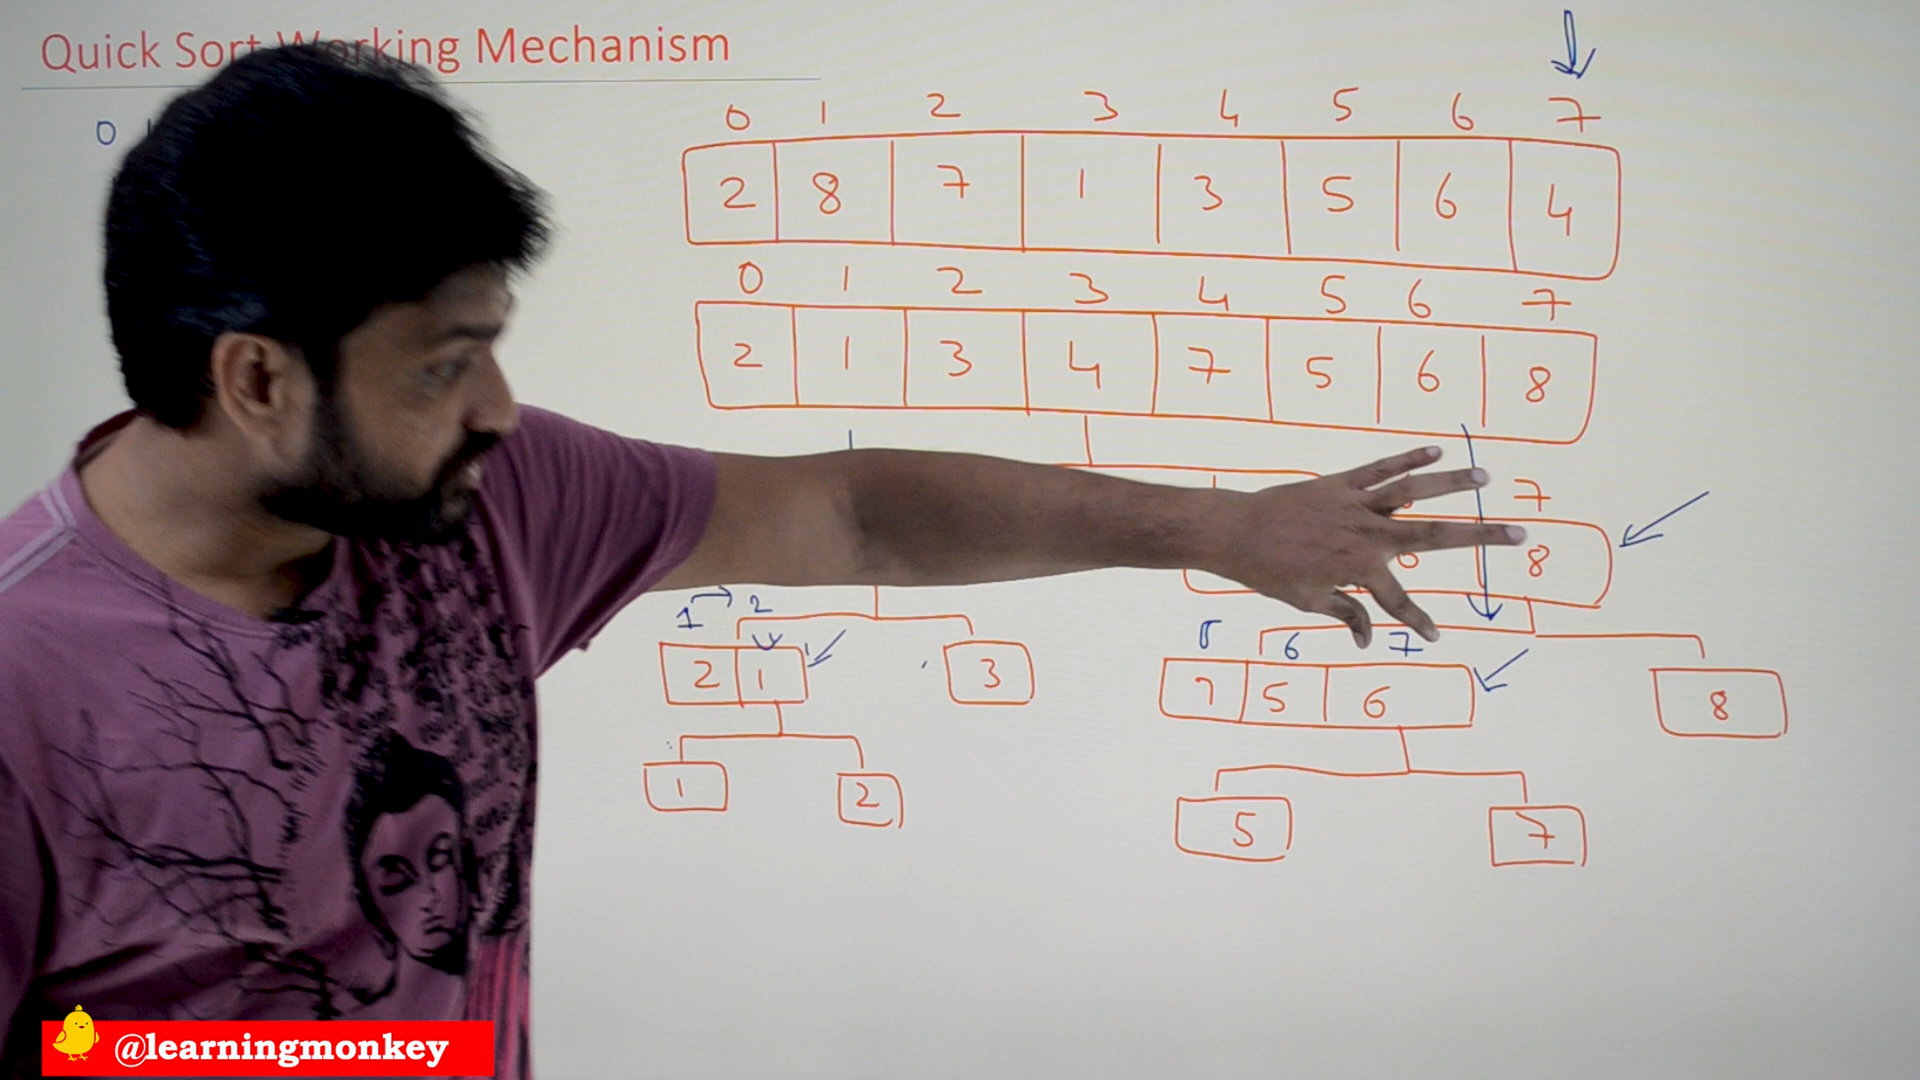 Quick Sort Working Mechanism
0
0 1 2 3 4 5 6 7
2 8 7 1 3 5 6 4
0 1 2 3 4 5 6 7
2 1 3 4 7 5 6 8
7
8
1 2
2 1
3
5 6 7
7 5 6
8
1
2
5
7
@learningmonkey